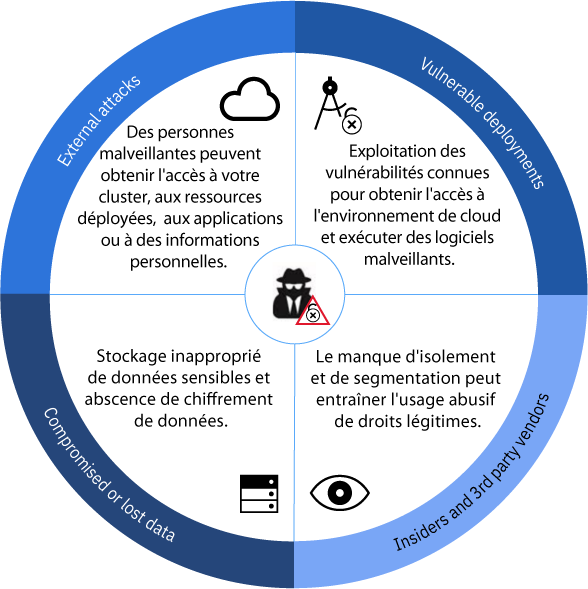 External attacks
Des personnes
malveillantes peuvent
obtenir l'accès à votre
cluster, aux ressources
déployées, aux applications
ou à des informations
personnelles.
Vulnerable deployments
Exploitation des
vulnérabilités connues
pour obtenir l'accès à
l'environnement de cloud
et exécuter des logiciels
malveillants.
Compromised or lost data
Stockage inapproprié
de données sensibles et
abscence de chiffrement
de données.
Insiders and 3rd party vendors
Le manque d'isolement
et de segmentation peut
entraîner l'usage abusif
de droits légitimes.